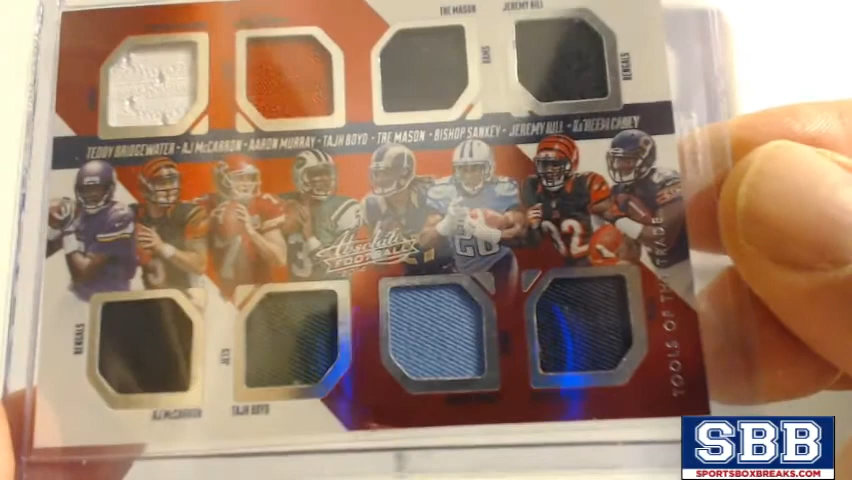 TRE MASON
JEREMY HILL
RAMS
BENGALS
TEDDY BRIDGEWATER • AJ McCARRON • AARON MURRAY • TAJH BOYD • TRE MASON • BISHOP SANKEY • JEREMY HILL • KA'DEEM CAREY
Absolute
FOOTBALL
TOOLS OF THE TRADE
BENGALS
JETS
AJ McCARRON
TAJH BOYD
SBB
SPORTSBOXBREAKS.COM